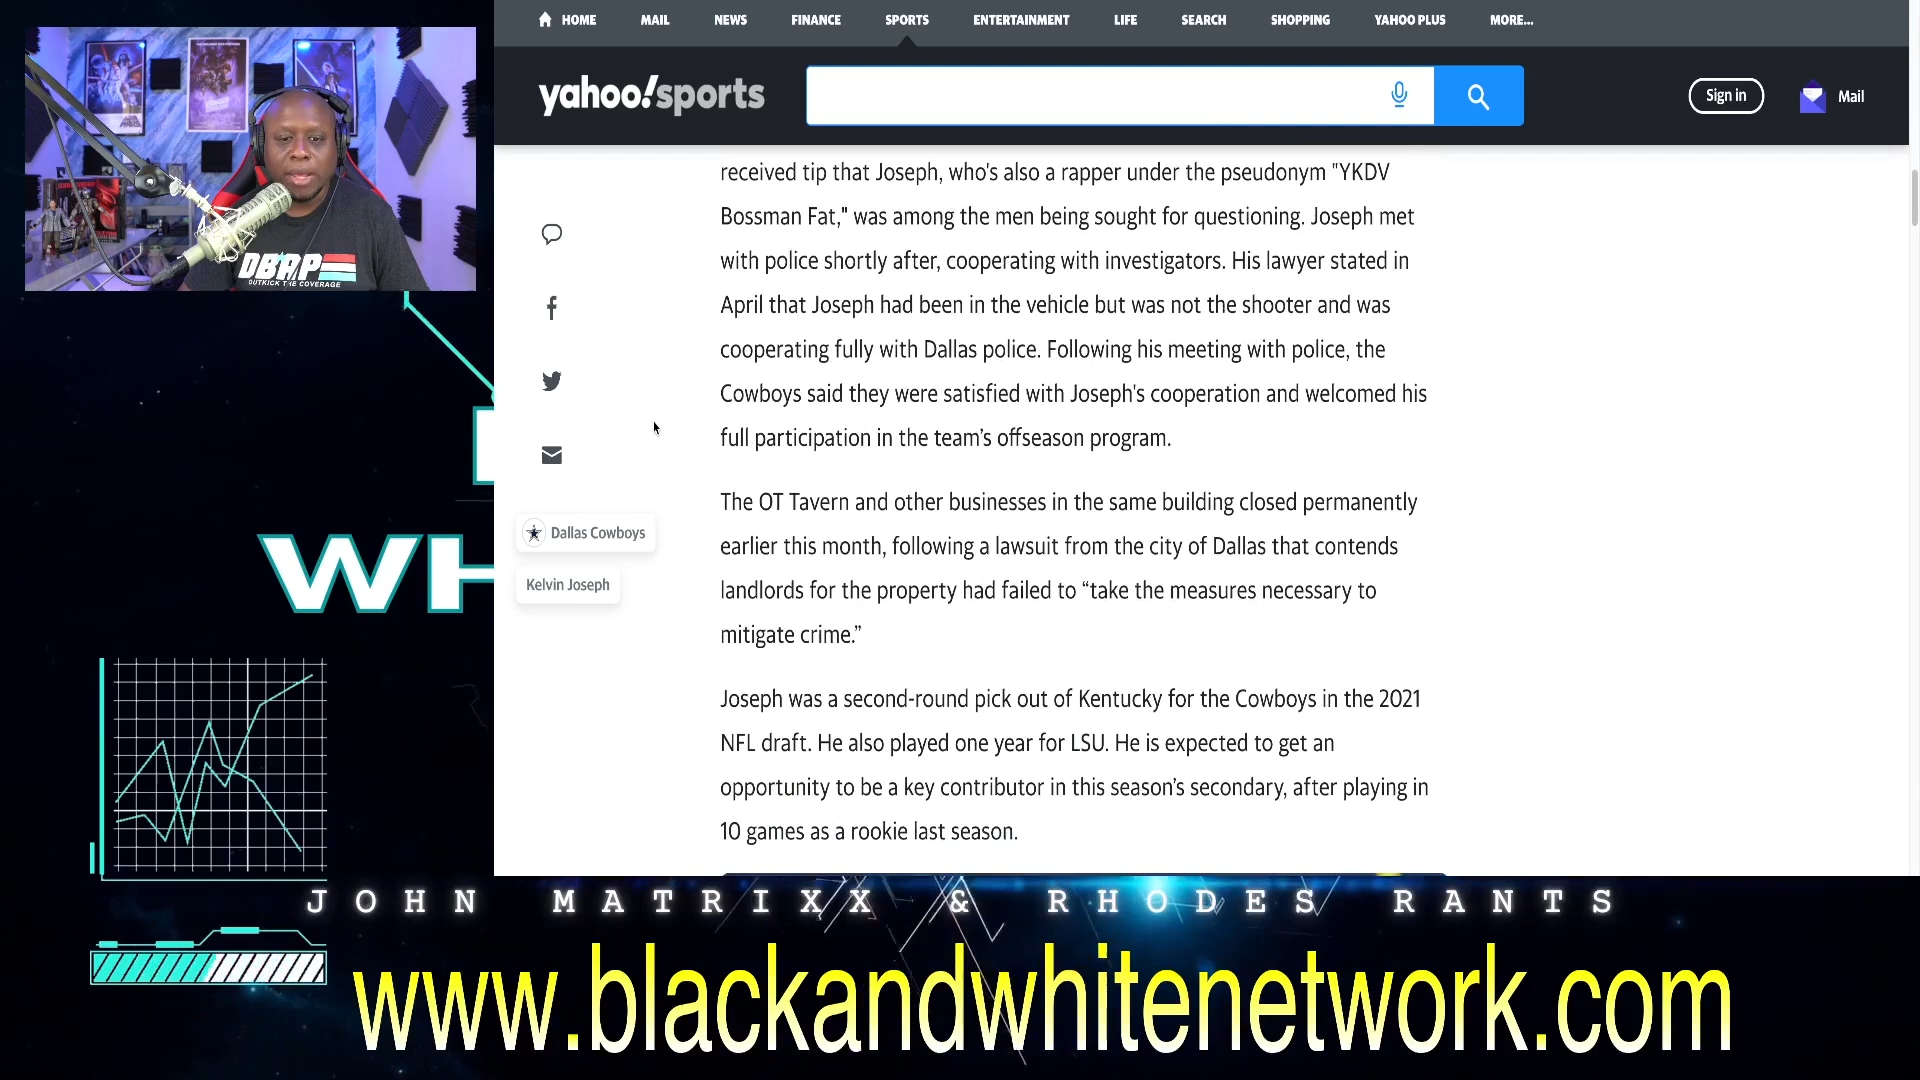 HOME MAIL NEWS FINANCE SPORTS ENTERTAINMENT LIFE SEARCH SHOPPING YAHOO PLUS MORE...
yahoo!sports
Sign in
Mail
DBAP
OUTKICK THE COVERAGE
received tip that Joseph, who's also a rapper under the pseudonym "YKDV
Bossman Fat," was among the men being sought for questioning. Joseph met
with police shortly after, cooperating with investigators. His lawyer stated in
April that Joseph had been in the vehicle but was not the shooter and was
cooperating fully with Dallas police. Following his meeting with police, the
Cowboys said they were satisfied with Joseph's cooperation and welcomed his
full participation in the team’s offseason program.
Dallas Cowboys
Kelvin Joseph
The OT Tavern and other businesses in the same building closed permanently
earlier this month, following a lawsuit from the city of Dallas that contends
landlords for the property had failed to “take the measures necessary to
mitigate crime.”
Joseph was a second-round pick out of Kentucky for the Cowboys in the 2021
NFL draft. He also played one year for LSU. He is expected to get an
opportunity to be a key contributor in this season’s secondary, after playing in
10 games as a rookie last season.
WH
JOHN MATRIXX & RHODES RANTS
www.blackandwhitenetwork.com